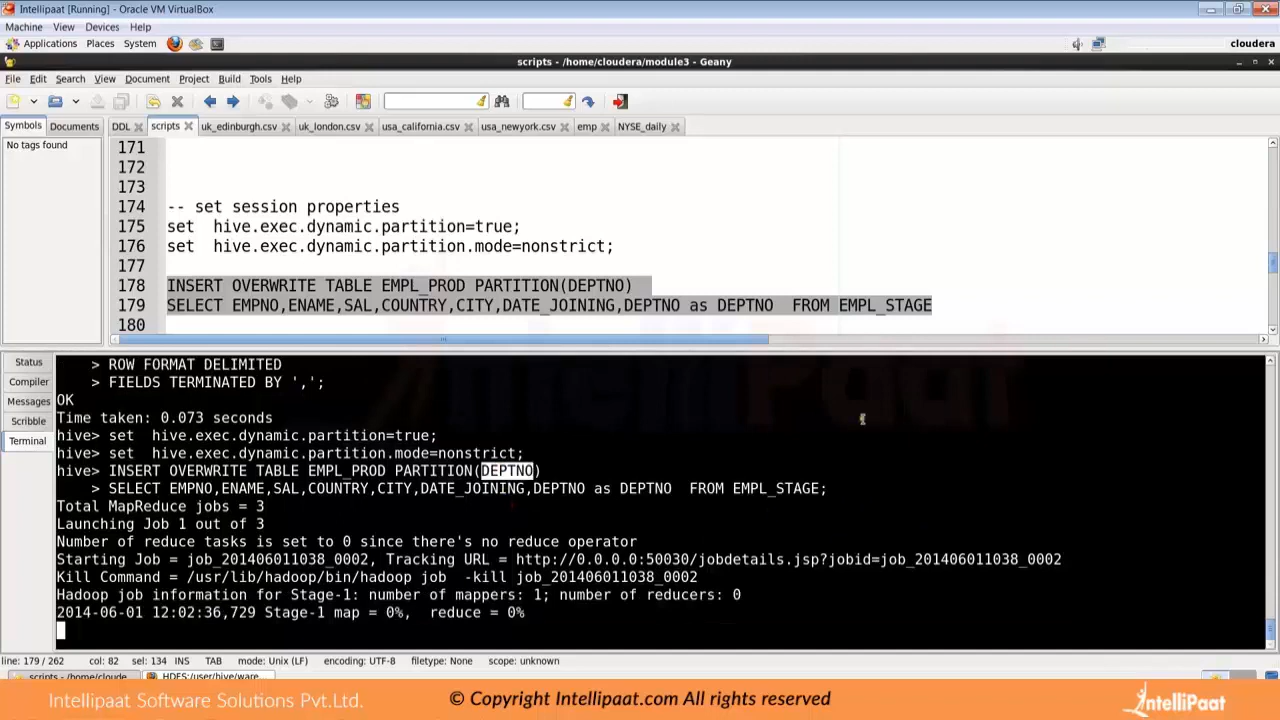 Intellipaat [Running] - Oracle VM VirtualBox
Machine View Devices Help
Applications Places System cloudera
scripts - /home/cloudera/module3 - Geany
File Edit Search View Document Project Build Tools Help
Symbols Documents DDL scripts uk_edinburgh.csv uk_london.csv usa_california.csv usa_newyork.csv emp NYSE_daily
No tags found
171
172
173
174 -- set session properties
175 set hive.exec.dynamic.partition=true;
176 set hive.exec.dynamic.partition.mode=nonstrict;
177
178 INSERT OVERWRITE TABLE EMPL_PROD PARTITION(DEPTNO)
179 SELECT EMPNO,ENAME,SAL,COUNTRY,CITY,DATE_JOINING,DEPTNO as DEPTNO FROM EMPL_STAGE
180
Status
Compiler
Messages
Scribble
Terminal
> ROW FORMAT DELIMITED
> FIELDS TERMINATED BY ',';
OK
Time taken: 0.073 seconds
hive> set hive.exec.dynamic.partition=true;
hive> set hive.exec.dynamic.partition.mode=nonstrict;
hive> INSERT OVERWRITE TABLE EMPL_PROD PARTITION(DEPTNO)
> SELECT EMPNO,ENAME,SAL,COUNTRY,CITY,DATE_JOINING,DEPTNO as DEPTNO FROM EMPL_STAGE;
Total MapReduce jobs = 3
Launching Job 1 out of 3
Number of reduce tasks is set to 0 since there's no reduce operator
Starting Job = job_201406011038_0002, Tracking URL = http://0.0.0.0:50030/jobdetails.jsp?jobid=job_201406011038_0002
Kill Command = /usr/lib/hadoop/bin/hadoop job -kill job_201406011038_0002
Hadoop job information for Stage-1: number of mappers: 1; number of reducers: 0
2014-06-01 12:02:36,729 Stage-1 map = 0%, reduce = 0%
line: 179 / 262 col: 82 sel: 134 INS TAB mode: Unix (LF) encoding: UTF-8 filetype: None scope: unknown
scripts - /home/cloude... HDFS:/user/hive/ware...
Intellipaat Software Solutions Pvt.Ltd. © Copyright Intellipaat.com All rights reserved IntelliPaat